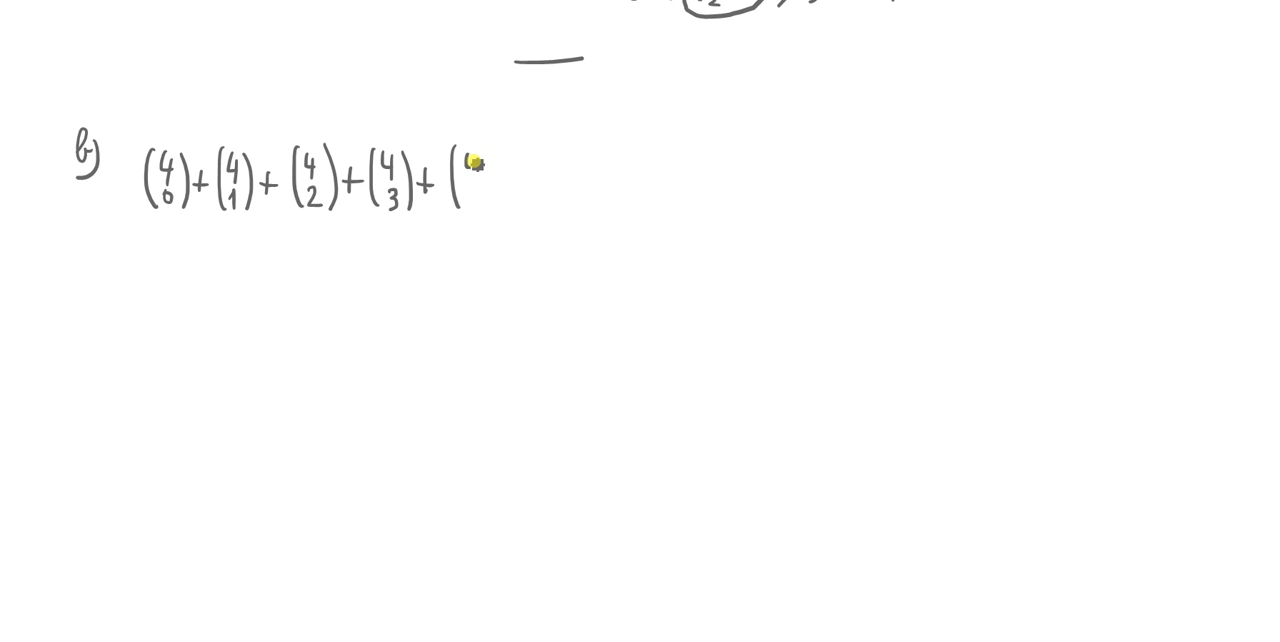 b) (4 0) + (4 1) + (4 2) + (4 3) + (